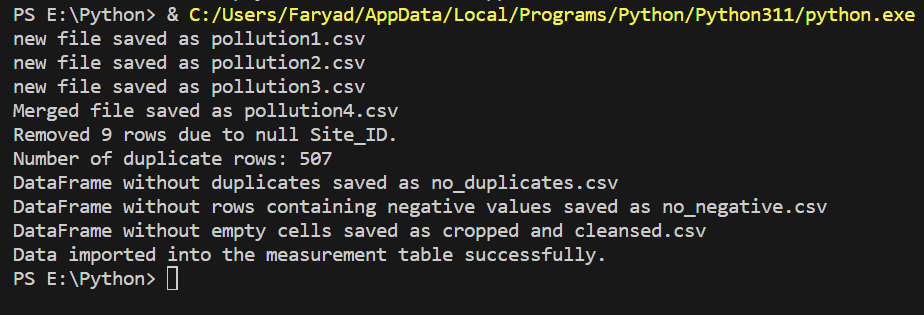 PS E:\Python> & C:/Users/Faryad/AppData/Local/Programs/Python/Python311/python.exe
new file saved as pollution1.csv
new file saved as pollution2.csv
new file saved as pollution3.csv
Merged file saved as pollution4.csv
Removed 9 rows due to null Site_ID.
Number of duplicate rows: 507
DataFrame without duplicates saved as no_duplicates.csv
DataFrame without rows containing negative values saved as no_negative.csv
DataFrame without empty cells saved as cropped and cleansed.csv
Data imported into the measurement table successfully.
PS E:\Python>